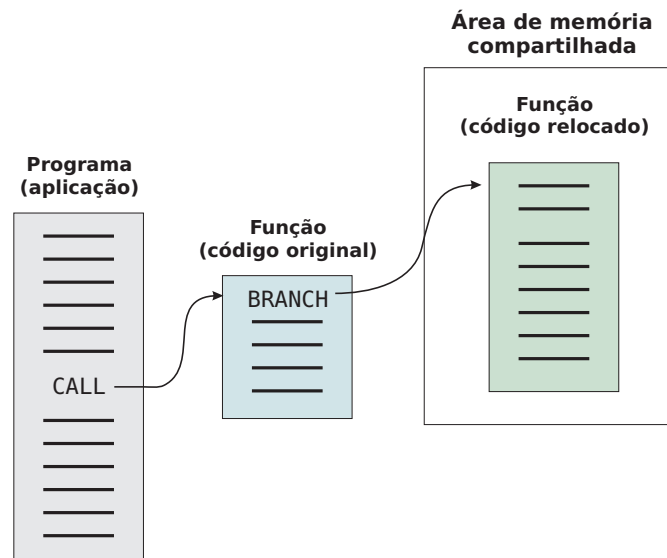 Área de memória
compartilhada
Função
(código relocado)
Programa
(aplicação)
Função
(código original)
BRANCH
CALL